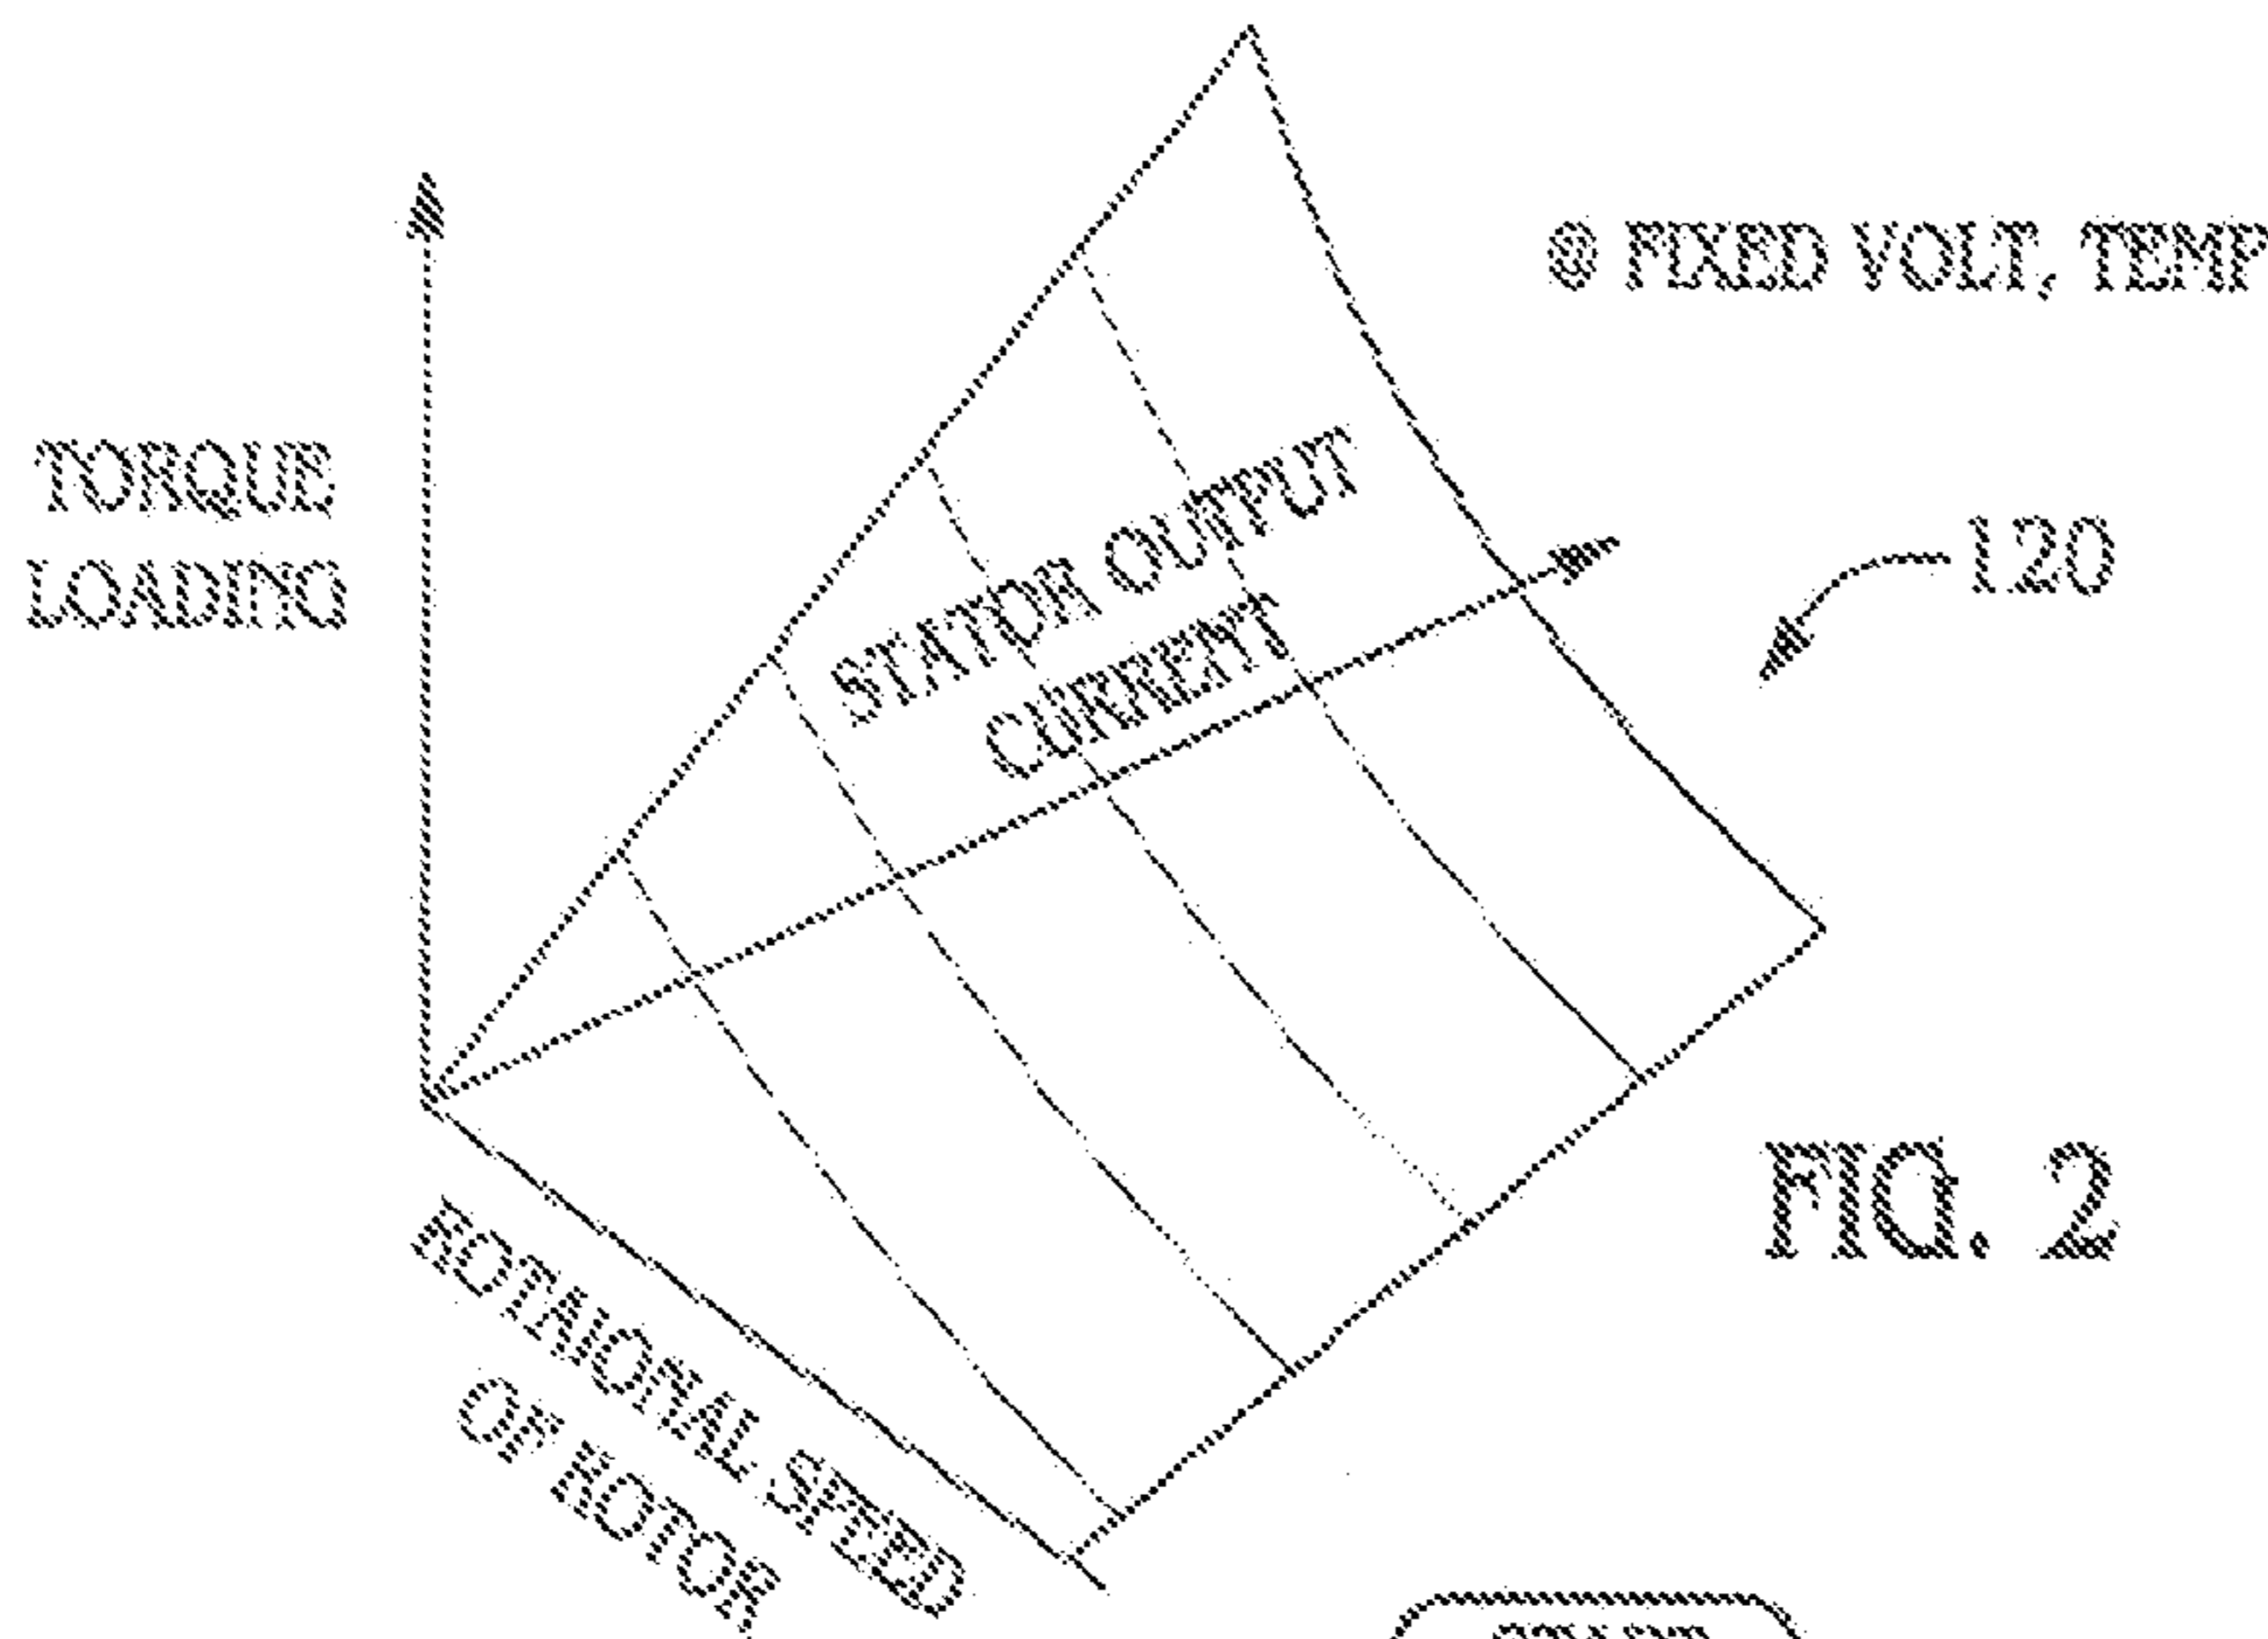 @ FIXED VOLT, TEMP
TORQUE
LOADING
STATOR OUTPUT
CURRENT
120
FIG. 2
ROTATIONAL SPEED
OF ROTOR